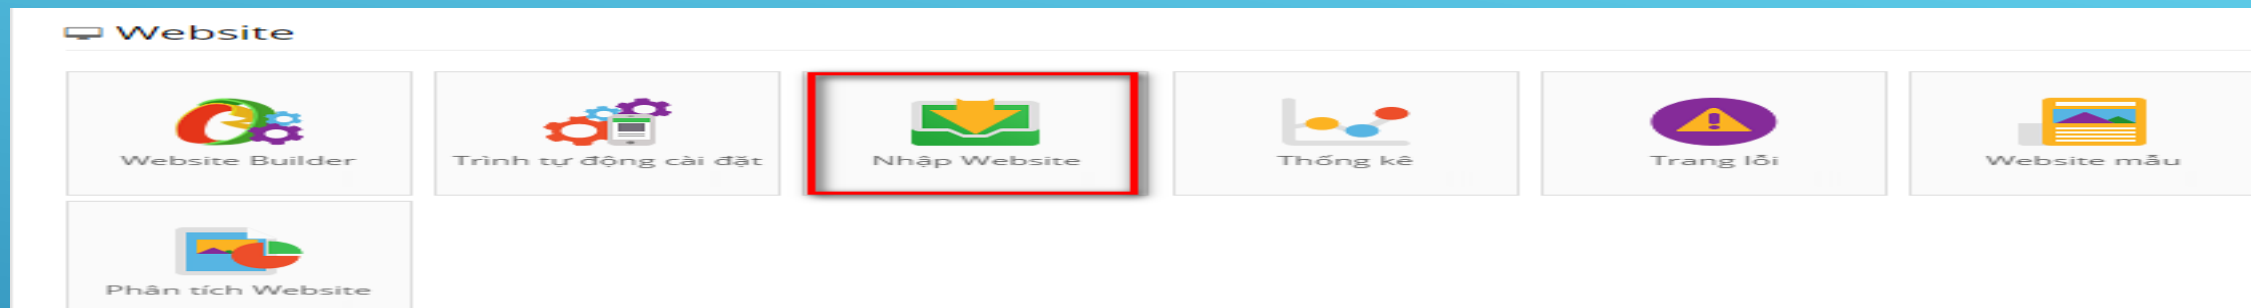 Website
Website Builder
Trình tự động cài đặt
Nhập Website
Thống kê
Trang lỗi
Website mẫu
Phân tích Website